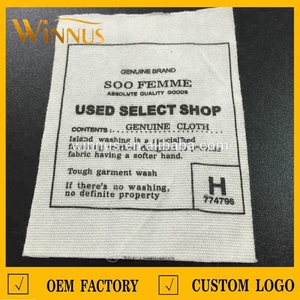 WINNUS
GENUINE BRAND
SOO FEMME
ABSOLUTE QUALITY GOODS
USED SELECT SHOP
CONTENTS: GENUINE CLOTH
Island washing is a specialized
fabric having a softer hand.
Tough garment wash
If there's no washing,
no definite property
H
774796
OEM FACTORY
CUSTOM LOGO